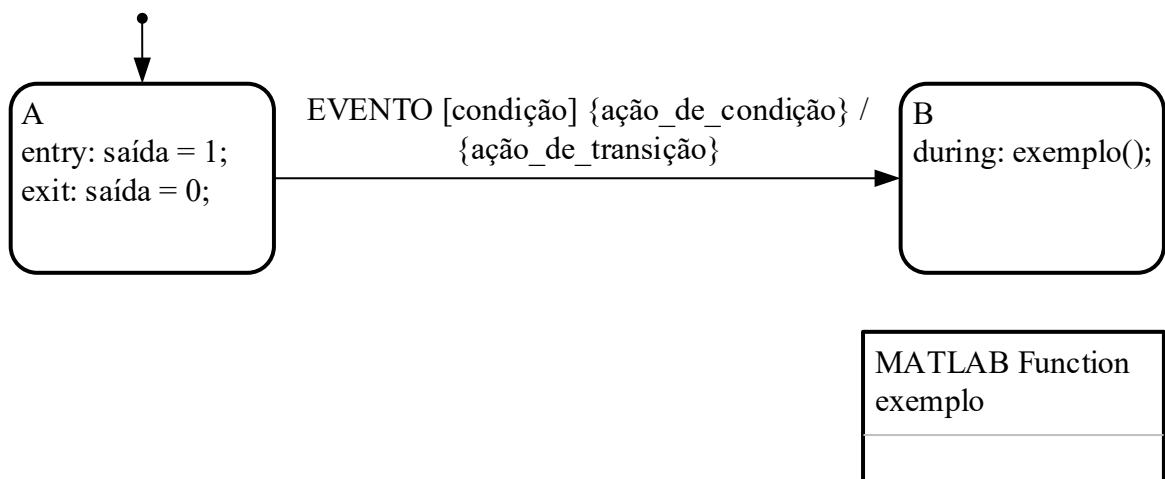 A
entry: saída = 1;
exit: saída = 0;
EVENTO [condição] {ação_de_condição} /
{ação_de_transição}
B
during: exemplo();
MATLAB Function
exemplo